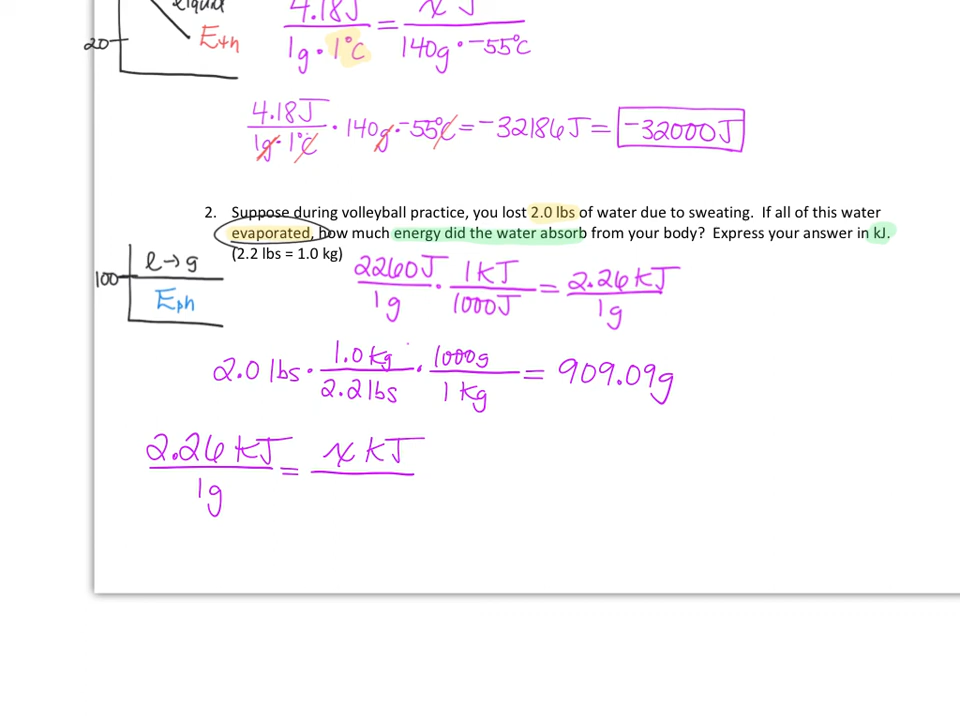 liquid
4.18J / 1g · 1°C = x J / 140g · -55°C
20
Eth
4.18J / 1g · 1°C · 140g · -55°C = -32186J = -32000J
2. Suppose during volleyball practice, you lost 2.0 lbs of water due to sweating. If all of this water
evaporated, how much energy did the water absorb from your body? Express your answer in kJ.
(2.2 lbs = 1.0 kg)
l→g
100
Eph
2260J / 1g · 1kJ / 1000J = 2.26kJ / 1g
2.0 lbs · 1.0 kg / 2.2 lbs · 1000g / 1 kg = 909.09g
2.26 kJ / 1g = x kJ